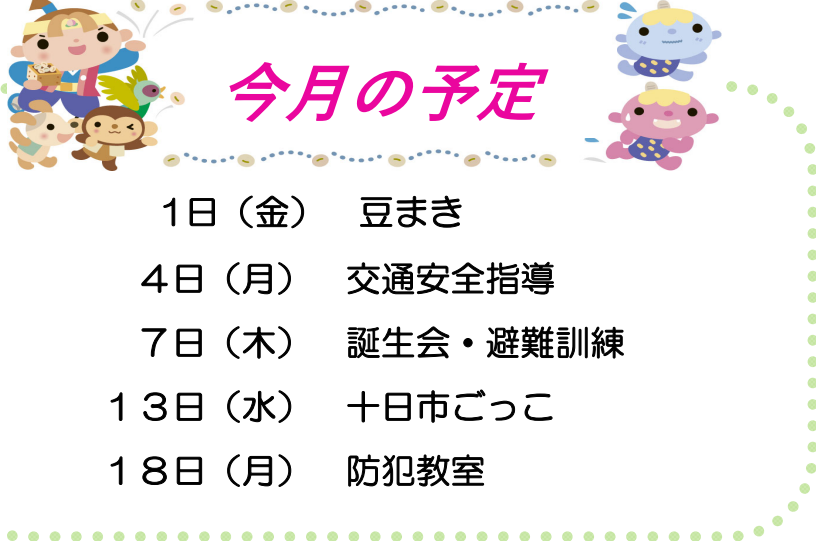 今月の予定
1日（金）　豆まき
４日（月）　交通安全指導
７日（木）　誕生会・避難訓練
１３日（水）　十日市ごっこ
１８日（月）　防犯教室